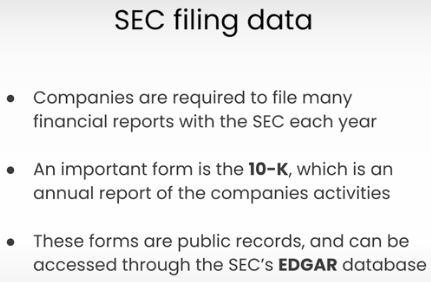 SEC filing data
● Companies are required to file many
financial reports with the SEC each year
● An important form is the 10-K, which is an
annual report of the companies activities
● These forms are public records, and can be
accessed through the SEC's EDGAR database